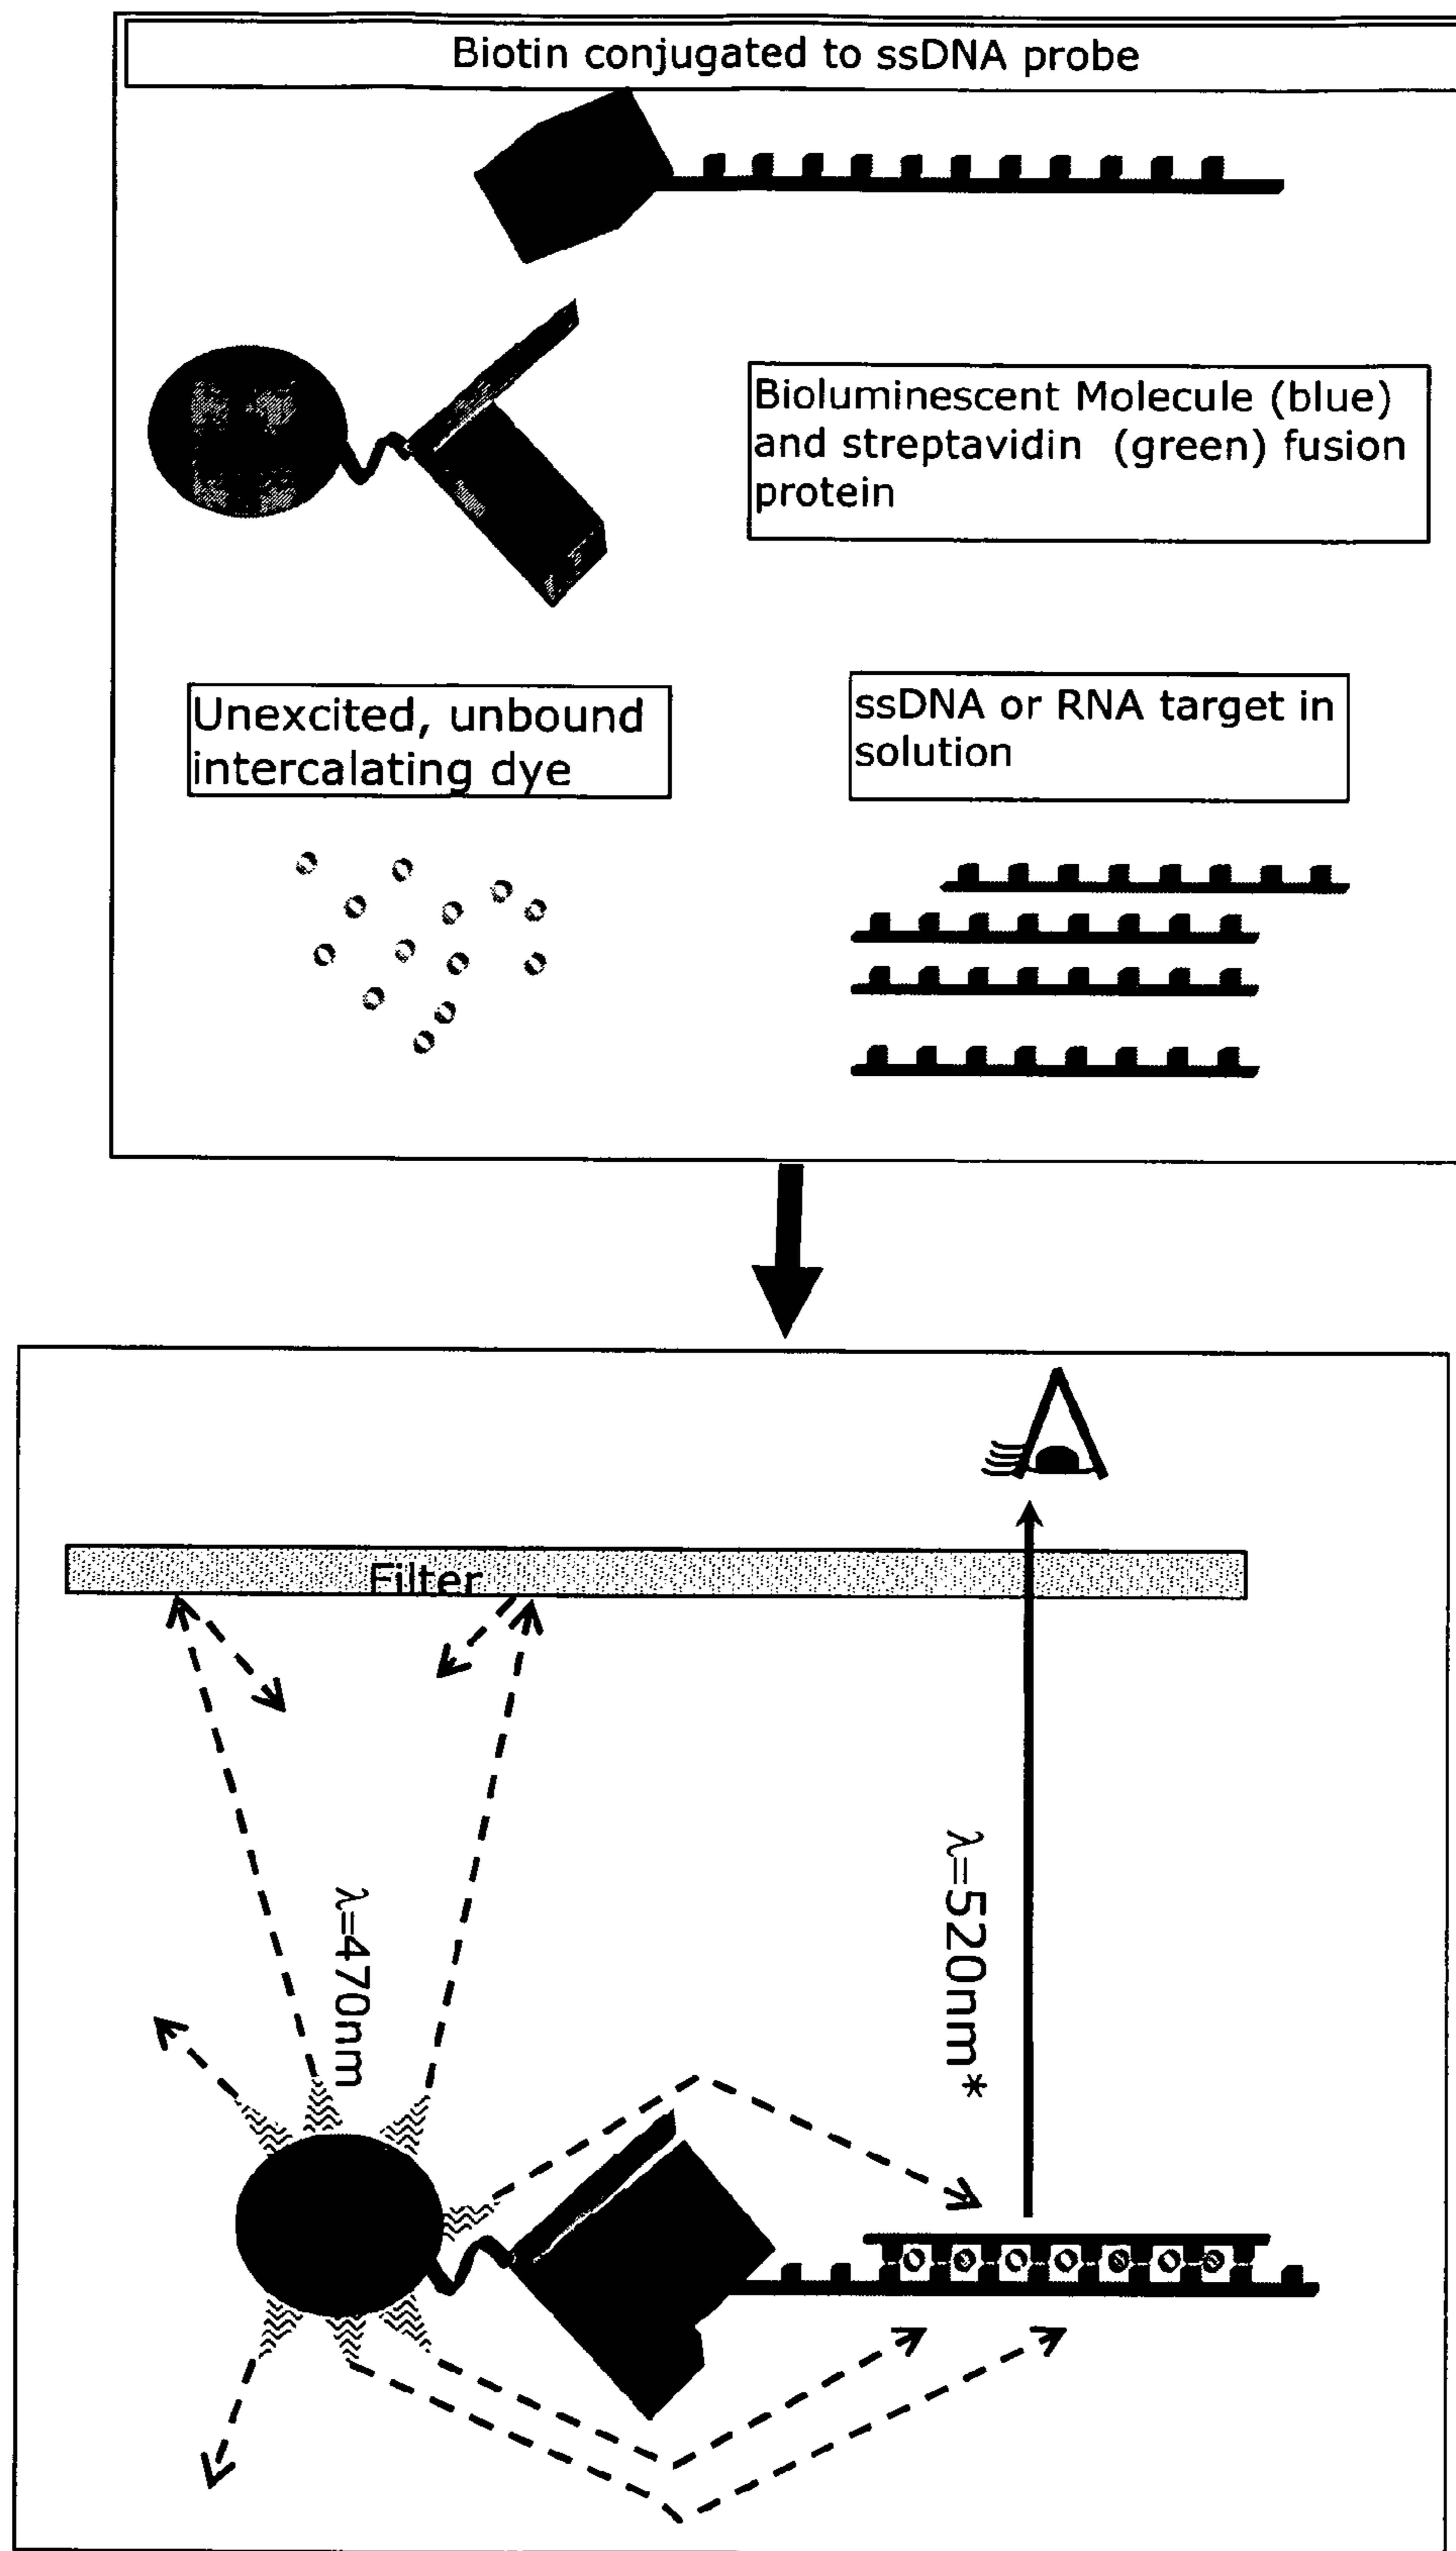 Biotin conjugated to ssDNA probe
Bioluminescent Molecule (blue)
and streptavidin (green) fusion
protein
Unexcited, unbound
intercalating dye
ssDNA or RNA target in
solution
Filter
λ=470nm
λ=520nm*